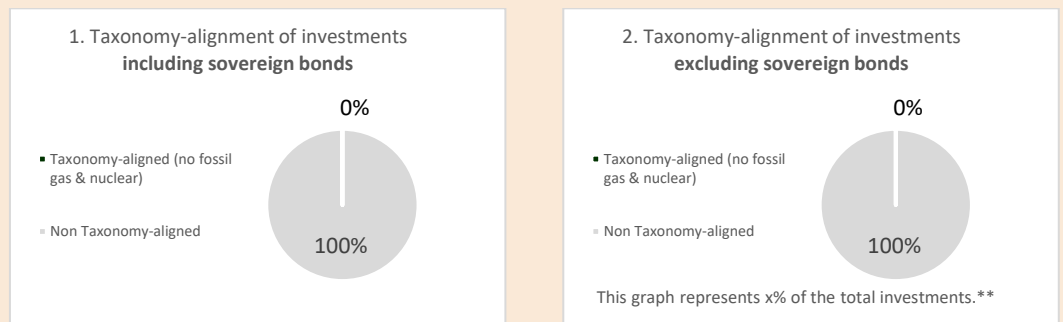 1. Taxonomy-alignment of investments
including sovereign bonds
0%
Taxonomy-aligned (no fossil
gas & nuclear)
Non Taxonomy-aligned
100%
2. Taxonomy-alignment of investments
excluding sovereign bonds
0%
Taxonomy-aligned (no fossil
gas & nuclear)
Non Taxonomy-aligned
100%
This graph represents x% of the total investments.**